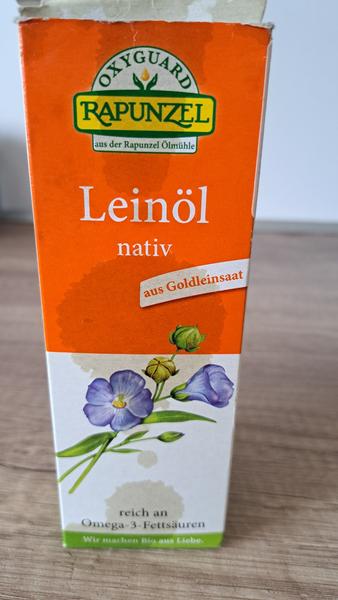 OXYGUARD
RAPUNZEL
aus der Rapunzel Ölmühle
Leinöl
nativ
aus Goldleinsaat
reich an
Omega-3-Fettsäuren
Wir machen Bio aus Liebe.